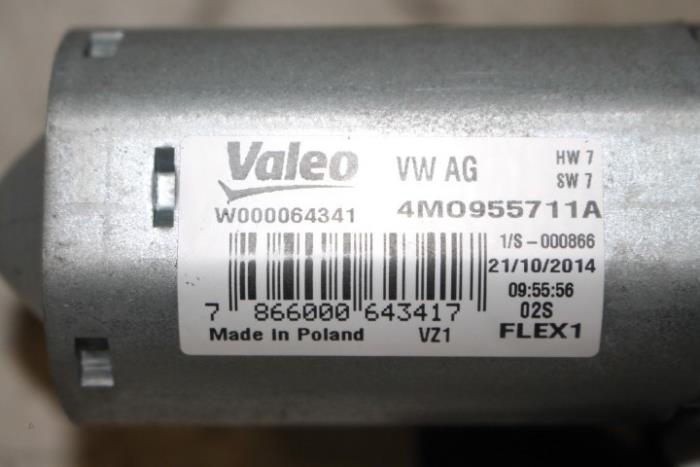 Valeo VW AG HW 7
SW 7
W000064341 4M0955711A
1/S-000866
21/10/2014
09:55:56
7 866000 643417 02S
Made in Poland VZ1 FLEX1